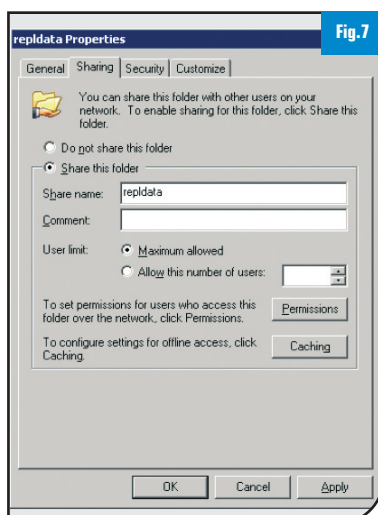 Fig.7
repldata Properties
General Sharing Security Customize
You can share this folder with other users on your
network. To enable sharing for this folder, click Share this
folder.
Do not share this folder
Share this folder
Share name: repldata
Comment:
User limit: Maximum allowed
Allow this number of users:
To set permissions for users who access this
folder over the network, click Permissions.
Permissions
To configure settings for offline access, click
Caching.
Caching
OK Cancel Apply